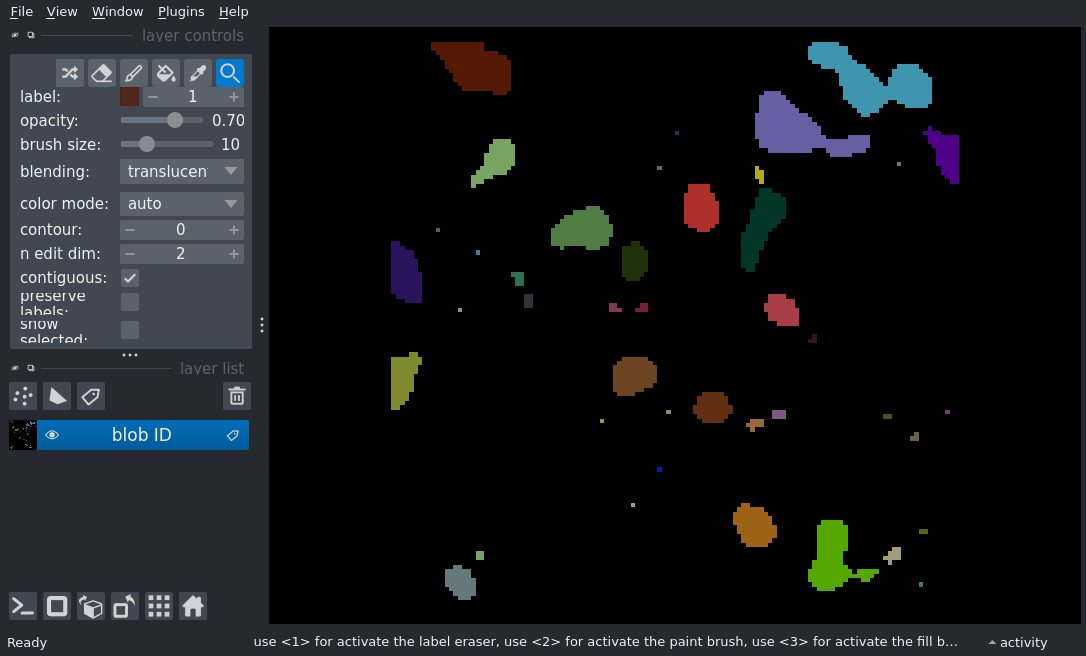 File View Window Plugins Help
layer controls
label: 1
opacity: 0.70
brush size: 10
blending: translucen
color mode: auto
contour: 0
n edit dim: 2
contiguous:
preserve
labels:
show
selected:
layer list
blob ID
Ready use <1> for activate the label eraser, use <2> for activate the paint brush, use <3> for activate the fill b... activity